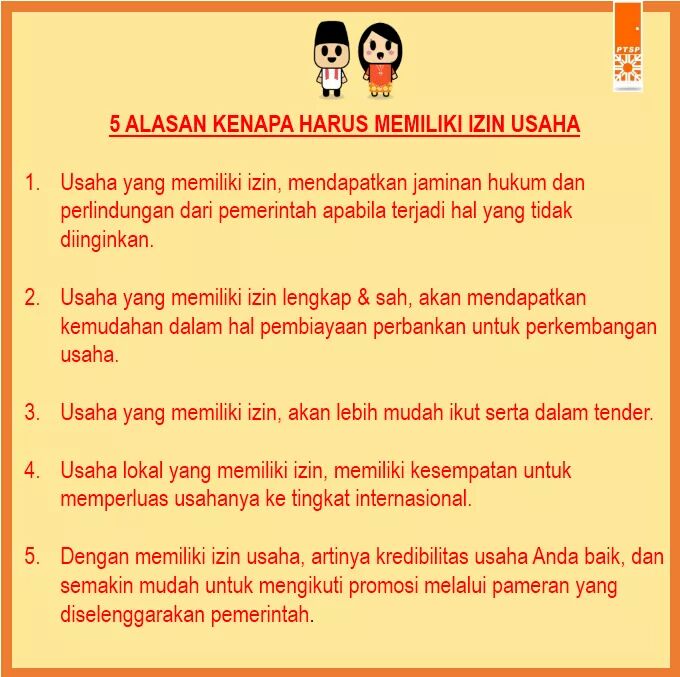 PTSP
5 ALASAN KENAPA HARUS MEMILIKI IZIN USAHA
1. Usaha yang memiliki izin, mendapatkan jaminan hukum dan
perlindungan dari pemerintah apabila terjadi hal yang tidak
diinginkan.
2. Usaha yang memiliki izin lengkap & sah, akan mendapatkan
kemudahan dalam hal pembiayaan perbankan untuk perkembangan
usaha.
3. Usaha yang memiliki izin, akan lebih mudah ikut serta dalam tender.
4. Usaha lokal yang memiliki izin, memiliki kesempatan untuk
memperluas usahanya ke tingkat internasional.
5. Dengan memiliki izin usaha, artinya kredibilitas usaha Anda baik, dan
semakin mudah untuk mengikuti promosi melalui pameran yang
diselenggarakan pemerintah.